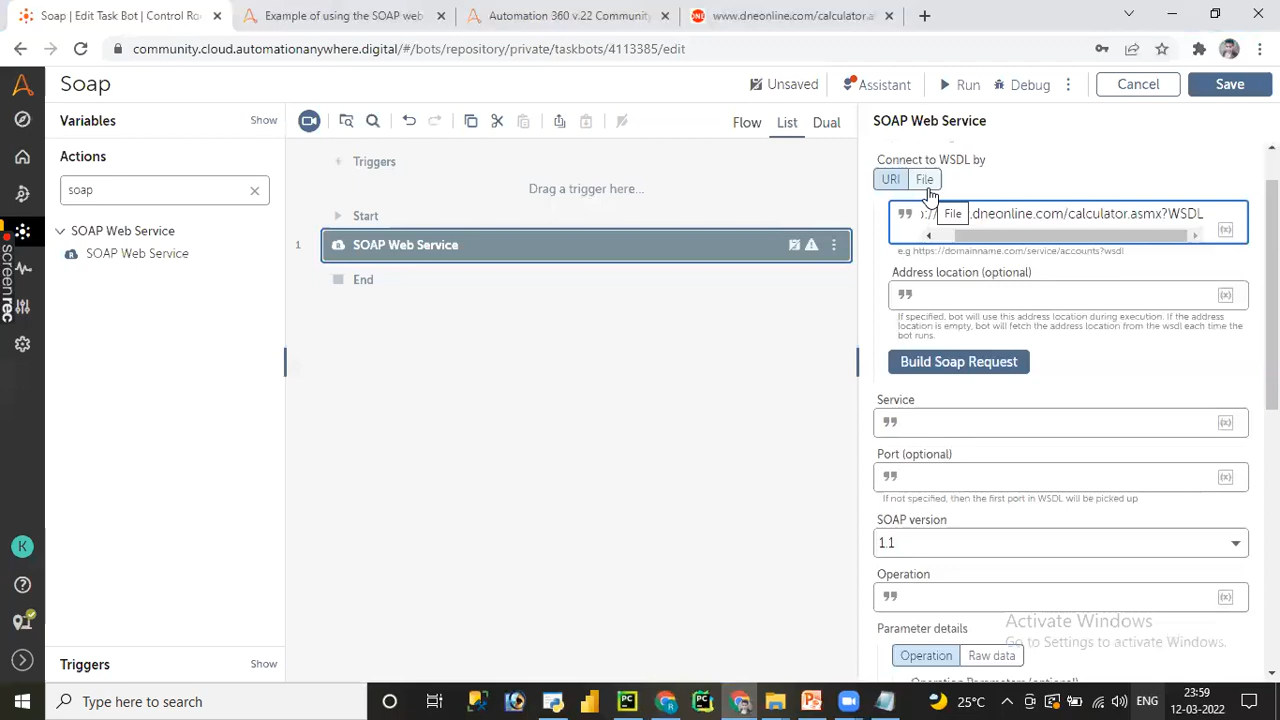 Soap | Edit Task Bot | Control Ro
Example of using the SOAP web
Automation 360 v.22 Community
www.dneonline.com/calculator.as
community.cloud.automationanywhere.digital/#/bots/repository/private/taskbots/4113385/edit
Soap
Unsaved
Assistant
Run
Debug
Cancel
Save
Variables
Show
Flow
List
Dual
SOAP Web Service
Actions
soap
Triggers
Drag a trigger here...
Connect to WSDL by
URI
File
Start
://
.dneonline.com/calculator.asmx?WSDL
File
SOAP Web Service
SOAP Web Service
1
SOAP Web Service
e.g https://domainname.com/service/accounts?wsdl
End
Address location (optional)
If specified, bot will use this address location during execution. If the address
location is empty, bot will fetch the address location from the wsdl each time the
bot runs.
Build Soap Request
Service
Port (optional)
If not specified, then the first port in WSDL will be picked up
SOAP version
1.1
Operation
Parameter details
Operation
Raw data
Activate Windows
Go to Settings to activate Windows.
screenrec
K
Triggers
Show
Type here to search
25°C
ENG
23:59
12-03-2022